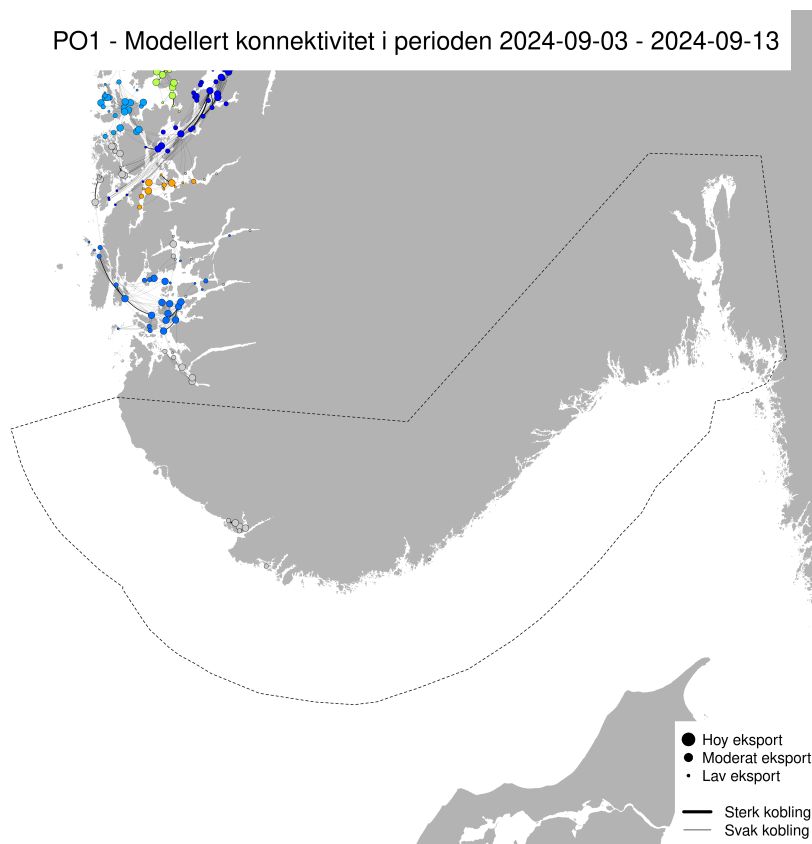 PO1 - Modellert konnektivitet i perioden 2024-09-03 - 2024-09-13
Hoy eksport
Moderat eksport
Lav eksport
Sterk kobling
Svak kobling